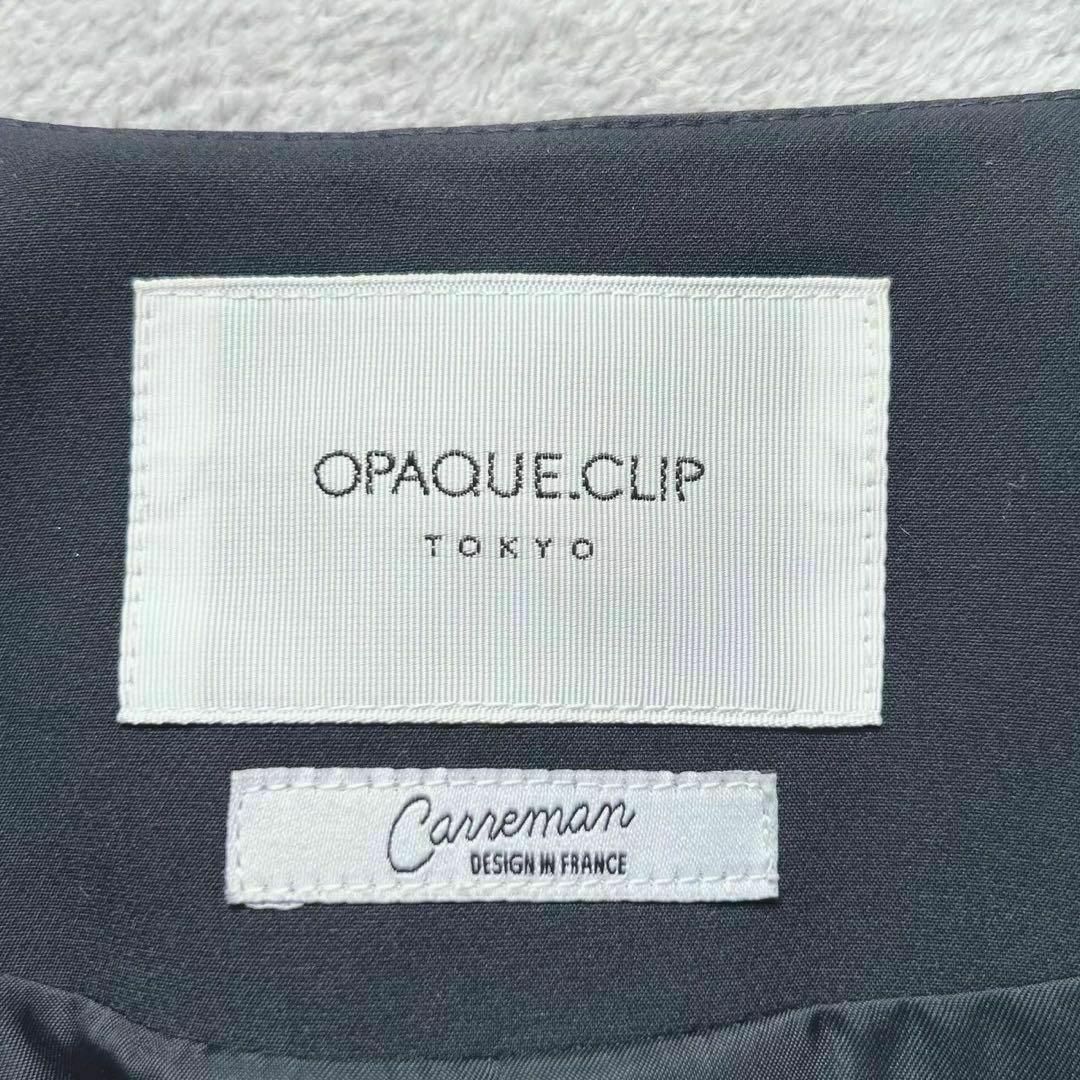 OPAQUE.CLIP
TOKYO
Carreman
DESIGN IN FRANCE